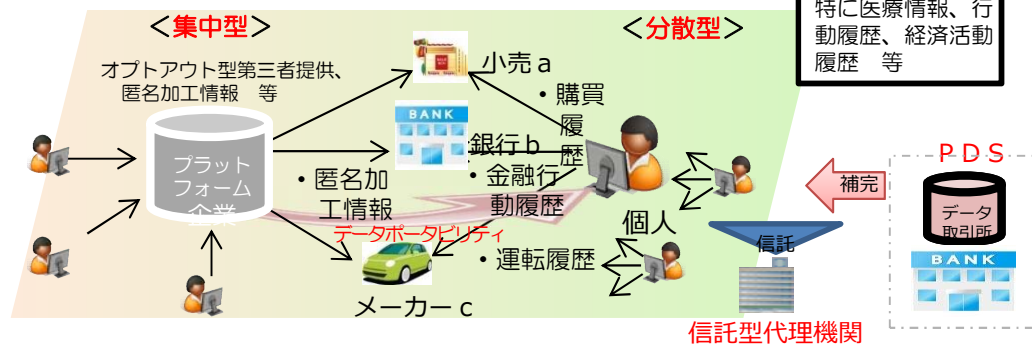 特に医療情報、行
動履歴、経済活動
履歴　等
＜集中型＞
＜分散型＞
オプトアウト型第三者提供、
匿名加工情報　等
プラット
フォーム
企業
小売ａ
・購買
履
歴
BANK
銀行ｂ
・金融行
動履歴
・匿名加
工情報
データポータビリティ
・運転履歴
メーカーｃ
個人
信託
信託型代理機関
補完
ＰＤＳ
データ
取引所
BANK